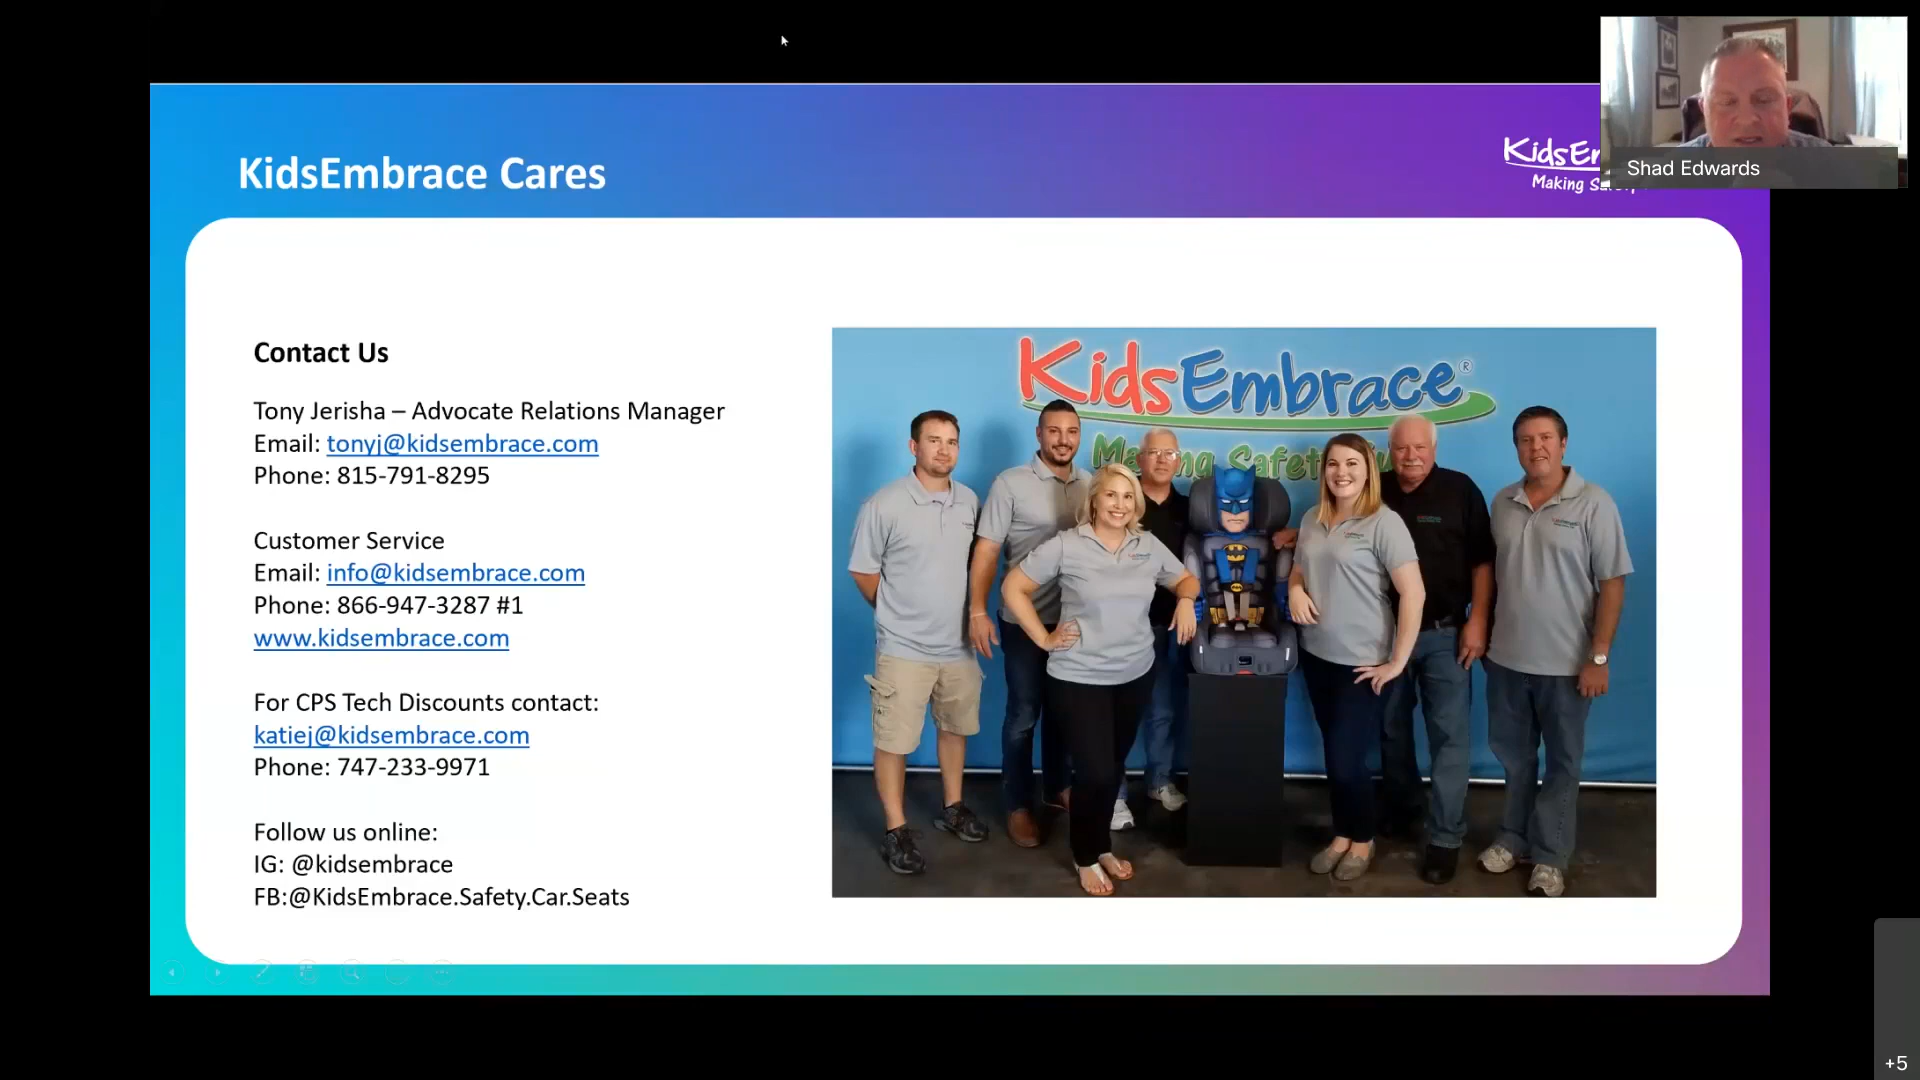 KidsEmbrace Cares
Shad Edwards
Contact Us
Tony Jerisha – Advocate Relations Manager
Email: tonyj@kidsembrace.com
Phone: 815-791-8295
Customer Service
Email: info@kidsembrace.com
Phone: 866-947-3287 #1
www.kidsembrace.com
For CPS Tech Discounts contact:
katiej@kidsembrace.com
Phone: 747-233-9971
Follow us online:
IG: @kidsembrace
FB:@KidsEmbrace.Safety.Car.Seats
KidsEmbrace®
+5